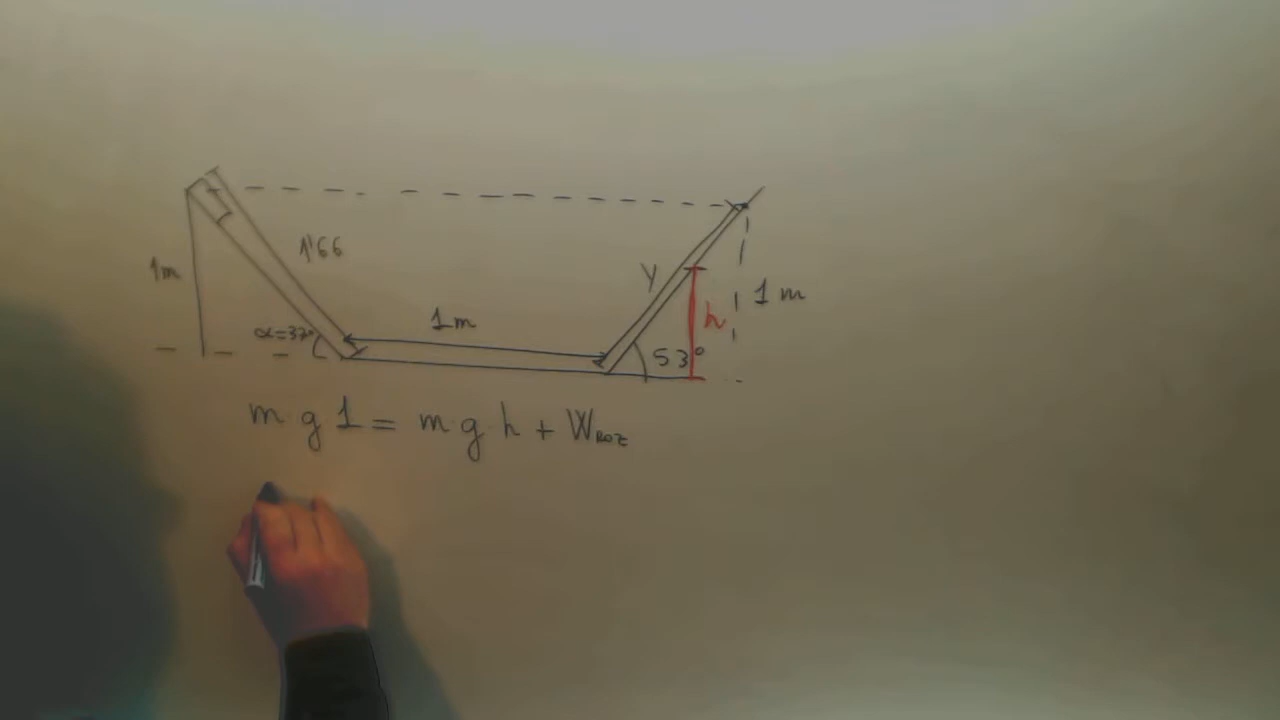 1'66
1m
y
1 m
h
1m
α=37°
53°
m g 1 = m g h + WROZ